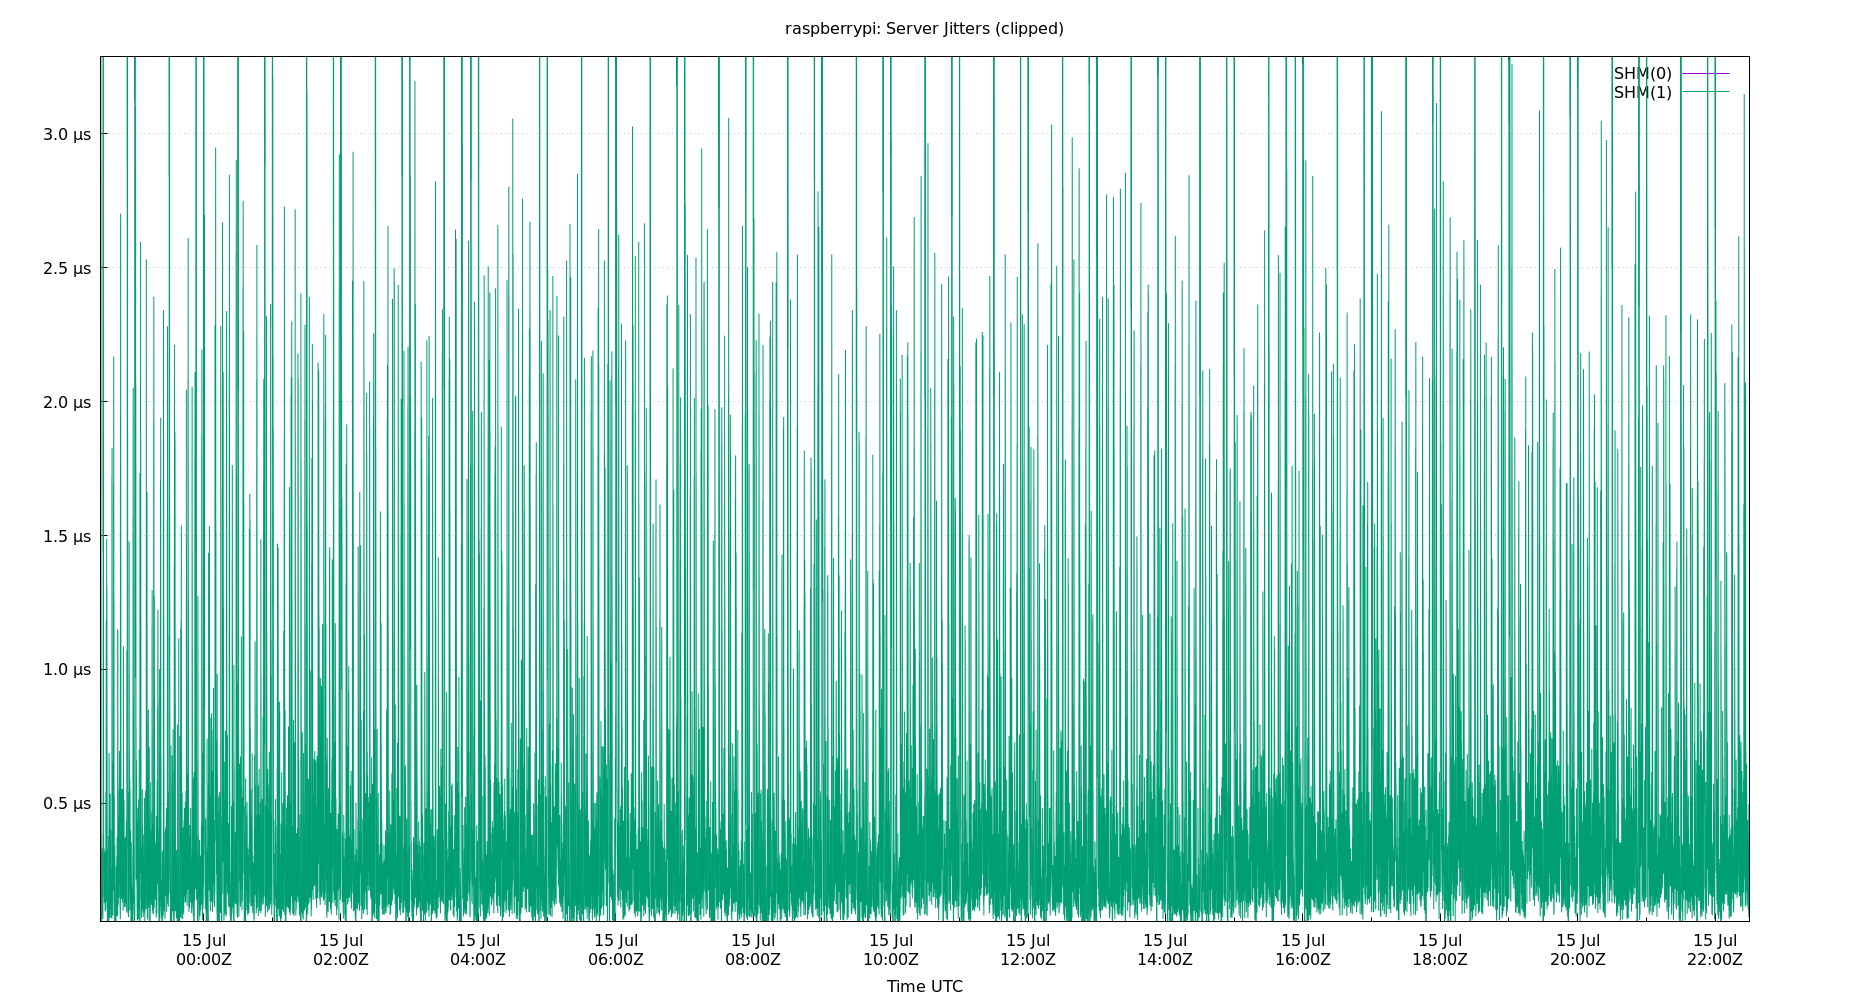 raspberrypi: Server Jitters (clipped)
SHM(0)
SHM(1)
3.0 µs
2.5 µs
2.0 µs
1.5 µs
1.0 µs
0.5 µs
15 Jul 15 Jul 15 Jul 15 Jul 15 Jul 15 Jul 15 Jul 15 Jul 15 Jul 15 Jul 15 Jul 15 Jul
00:00Z 02:00Z 04:00Z 06:00Z 08:00Z 10:00Z 12:00Z 14:00Z 16:00Z 18:00Z 20:00Z 22:00Z
Time UTC